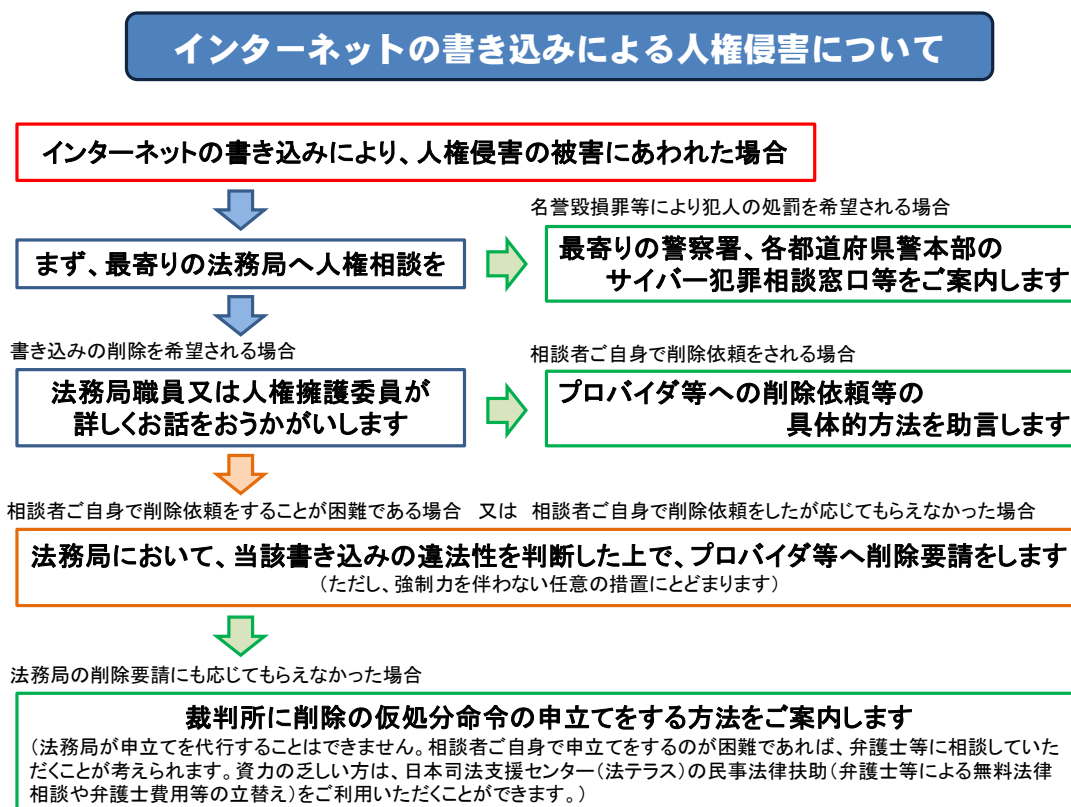 インターネットの書き込みによる人権侵害について
インターネットの書き込みにより、人権侵害の被害にあわれた場合
名誉毀損罪等により犯人の処罰を希望される場合
まず、最寄りの法務局へ人権相談を
最寄りの警察署、各都道府県警本部の
サイバー犯罪相談窓口等をご案内します
書き込みの削除を希望される場合
相談者ご自身で削除依頼をされる場合
法務局職員又は人権擁護委員が
詳しくお話をおうかがいします
プロバイダ等への削除依頼等の
具体的方法を助言します
相談者ご自身で削除依頼をすることが困難である場合 又は 相談者ご自身で削除依頼をしたが応じてもらえなかった場合
法務局において、当該書き込みの違法性を判断した上で、プロバイダ等へ削除要請をします
（ただし、強制力を伴わない任意の措置にとどまります）
法務局の削除要請にも応じてもらえなかった場合
裁判所に削除の仮処分命令の申立てをする方法をご案内します
（法務局が申立てを代行することはできません。相談者ご自身で申立てをするのが困難であれば、弁護士等に相談していた
だくことが考えられます。資力の乏しい方は、日本司法支援センター（法テラス）の民事法律扶助（弁護士等による無料法律
相談や弁護士費用等の立替え）をご利用いただくことができます。）